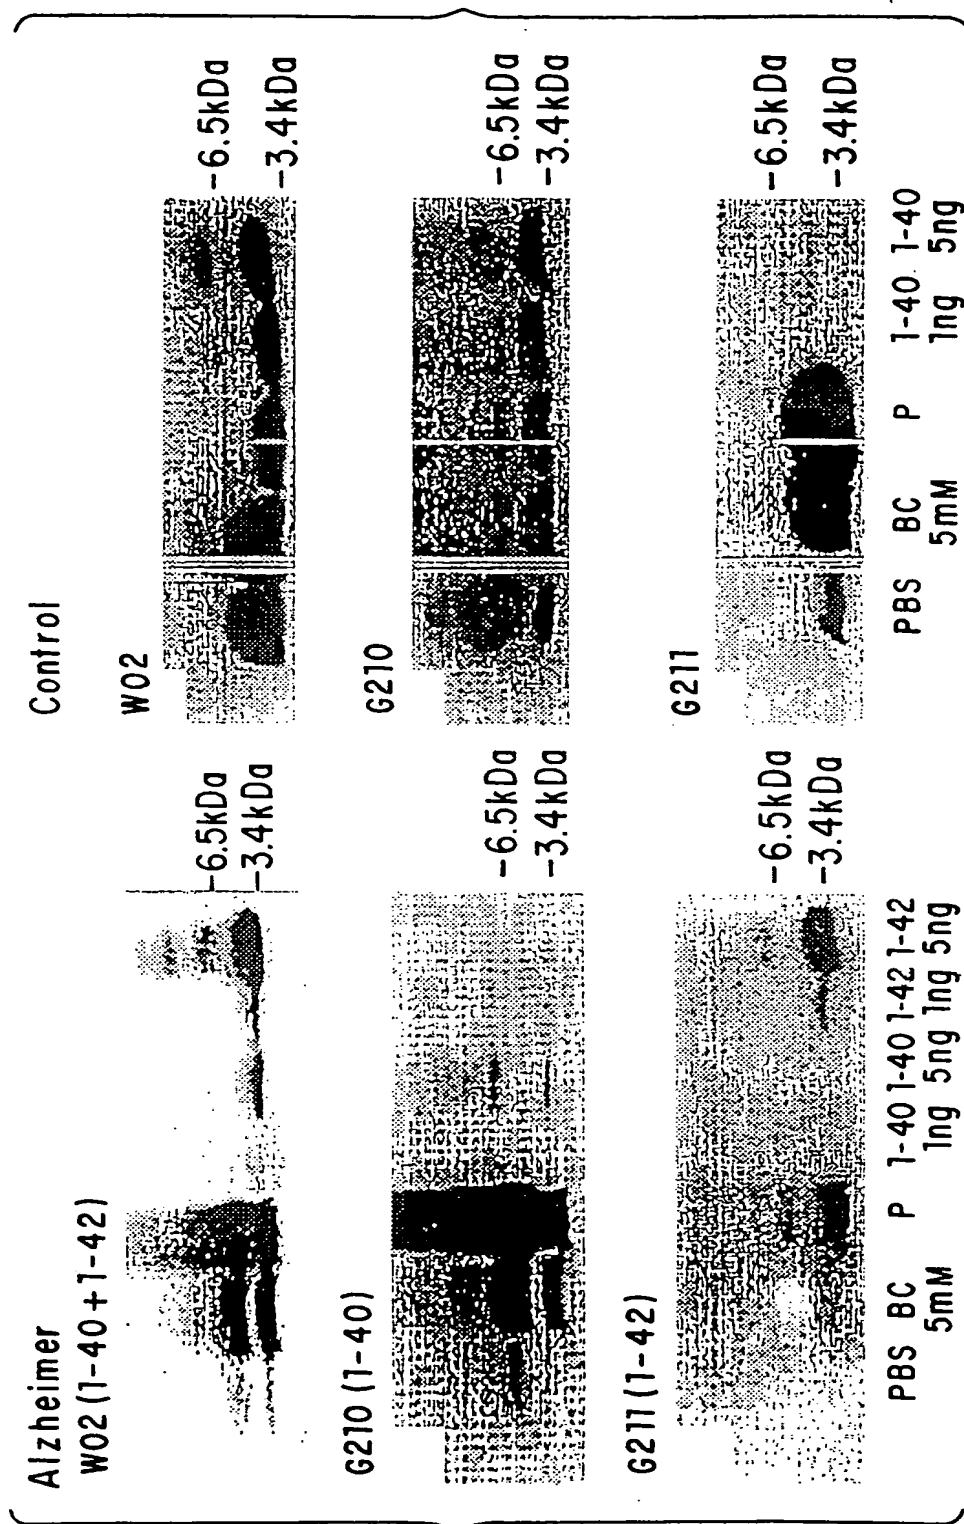 Alzheimer
W02 (1-40+1-42)
-6.5kDa
-3.4kDa
G210 (1-40)
-6.5kDa
-3.4kDa
G211 (1-42)
-6.5kDa
-3.4kDa
PBS BC P 1-40 1-40 1-42 1-42
5mM 1ng 5ng 1ng 5ng
Control
W02
-6.5kDa
-3.4kDa
G210
-6.5kDa
-3.4kDa
G211
-6.5kDa
-3.4kDa
PBS BC P 1-40 1-40
5mM 1ng 5ng